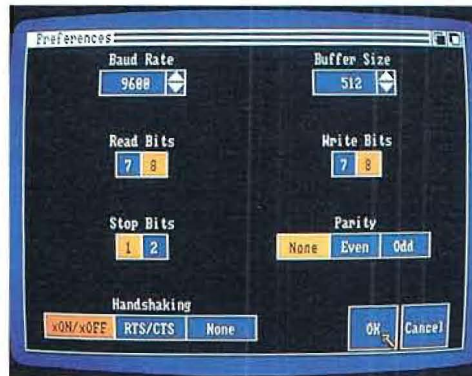 Preferences
Baud Rate
Buffer Size
9600
512
Read Bits
Write Bits
7 8
7 8
Stop Bits
Parity
1 2
None Even Odd
Handshaking
xON/xOFF RTS/CTS None
OK Cancel